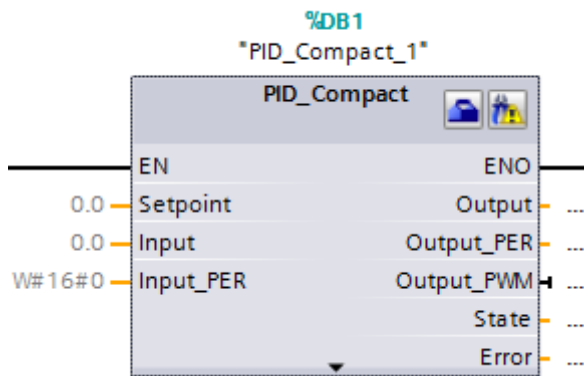 %DB1
"PID_Compact_1"
PID_Compact
EN ENO
0.0 Setpoint Output ...
0.0 Input Output_PER ...
W#16#0 Input_PER Output_PWM ...
State ...
Error ...